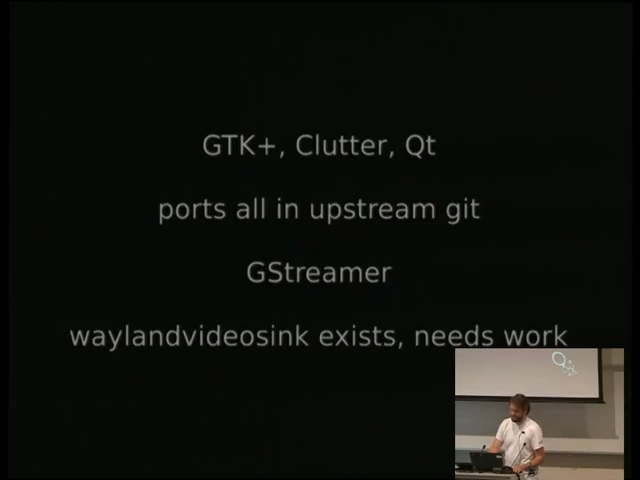 GTK+, Clutter, Qt
ports all in upstream git
GStreamer
waylandvideosink exists, needs work